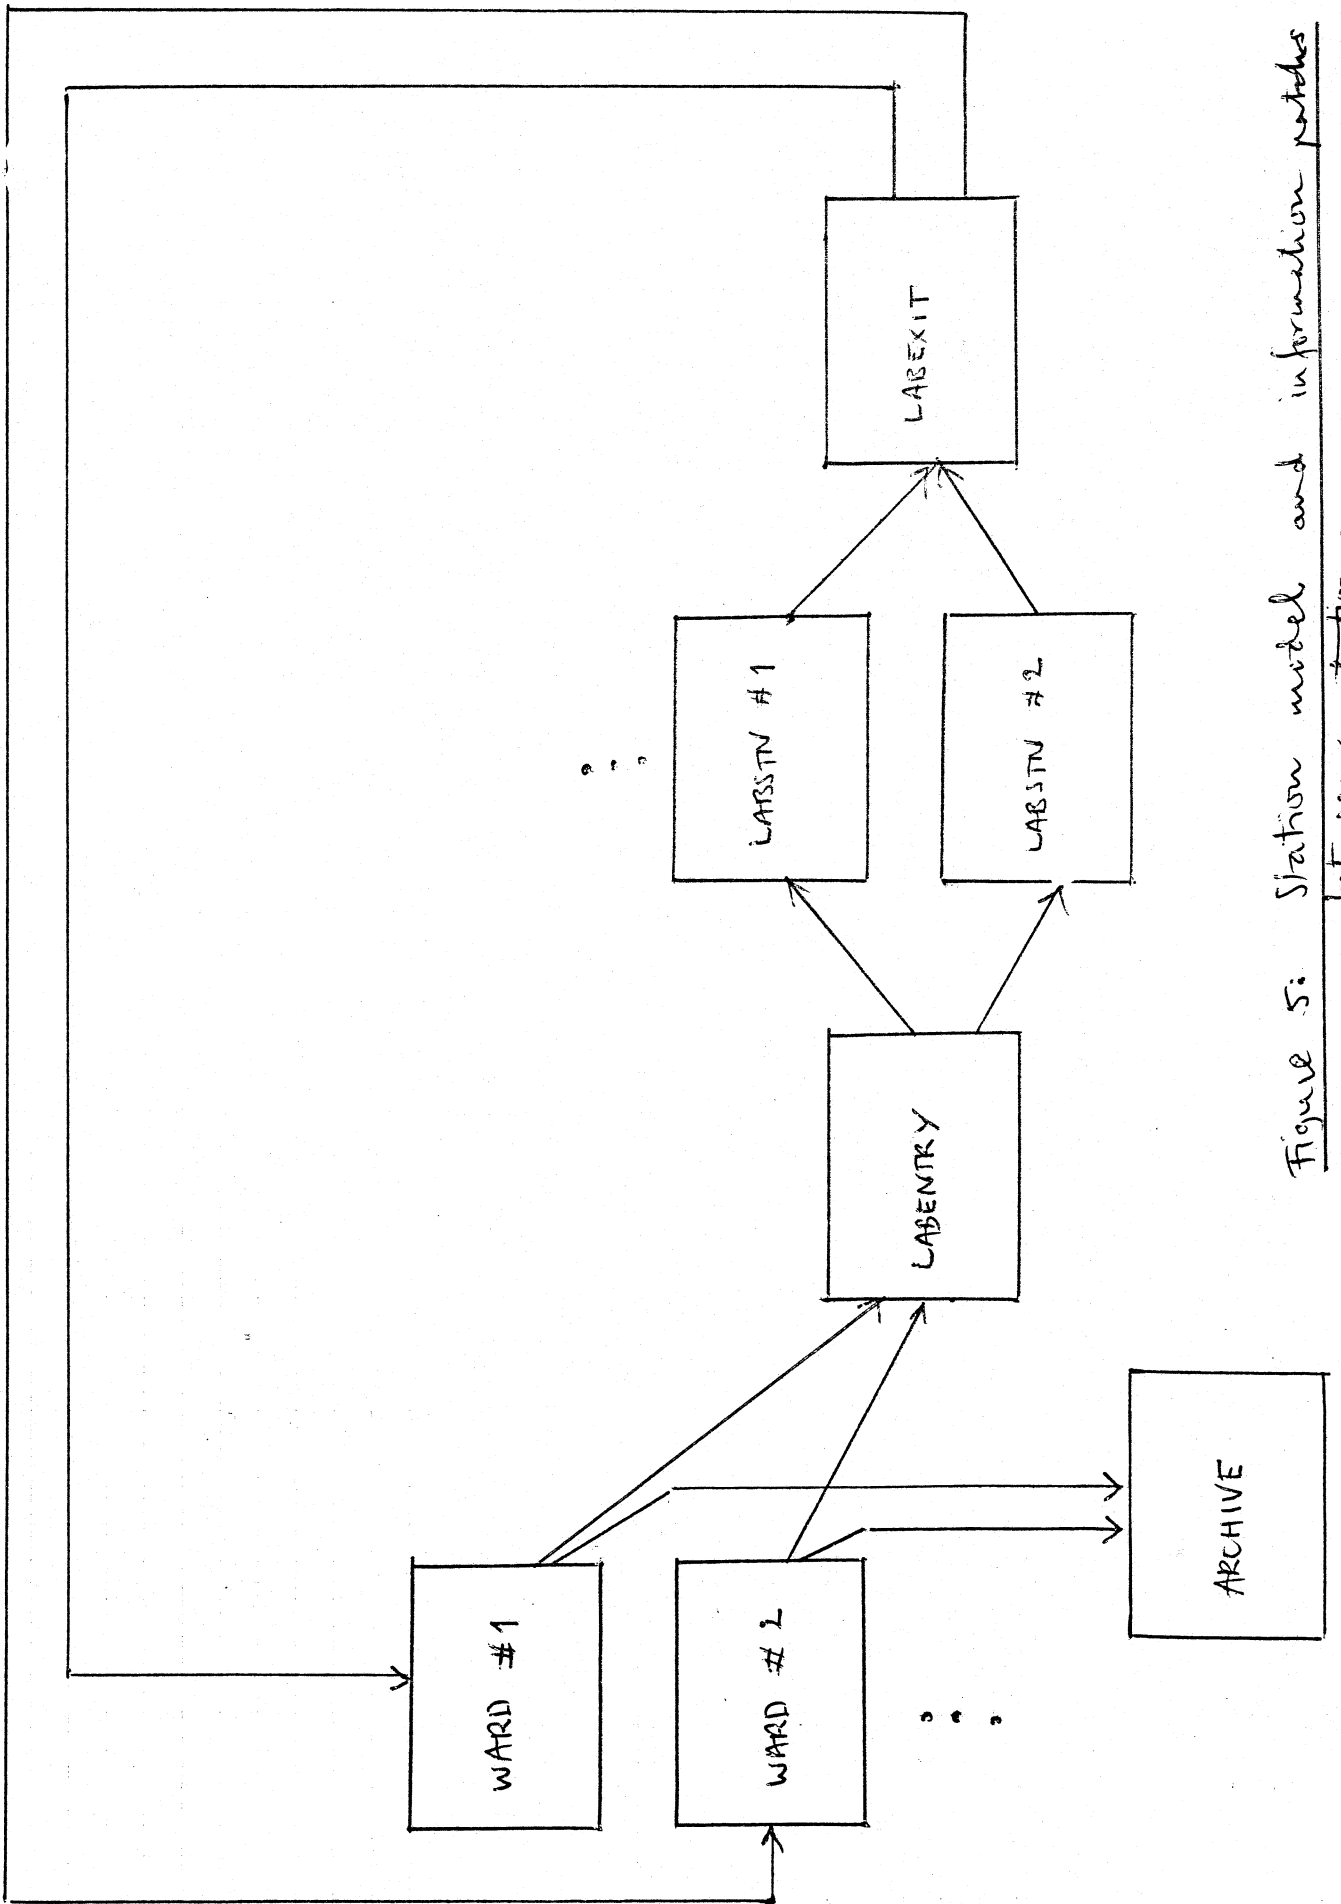 WARD #1
WARD #2
ARCHIVE
LABENTRY
LABSTN #1
LABSTN #2
LABEXIT
Figure 5: Station model and information paths